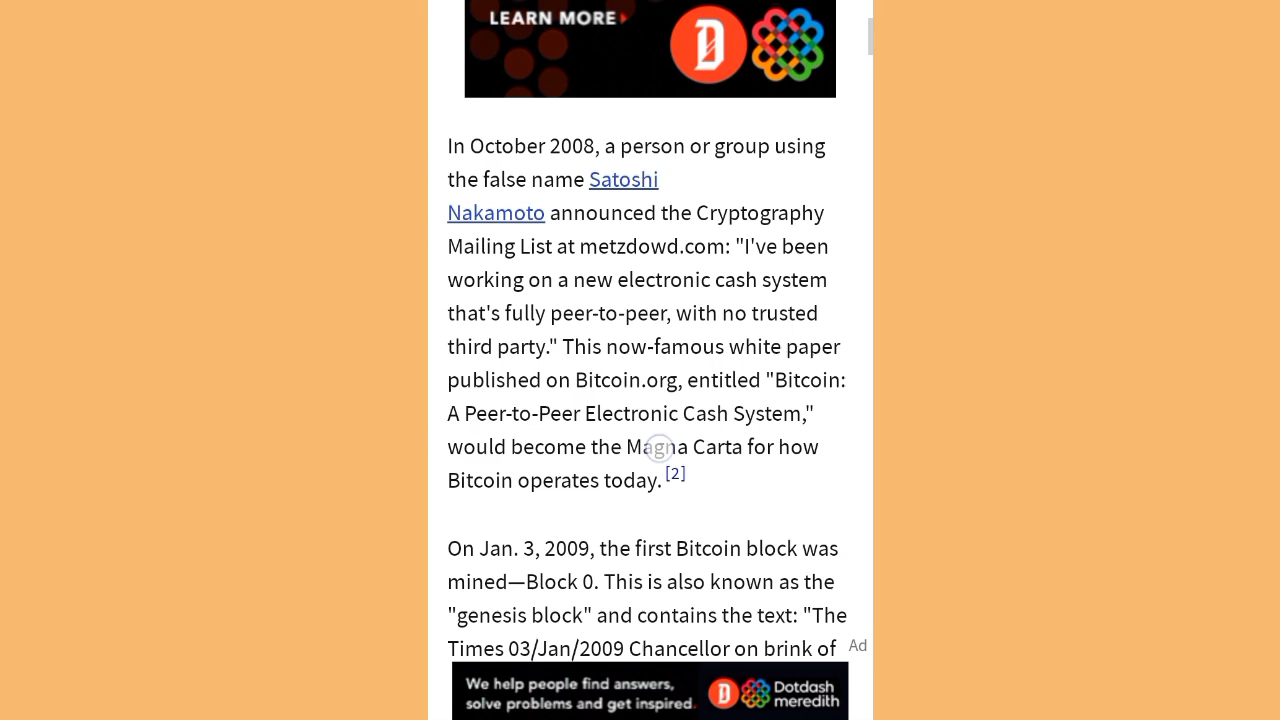 LEARN MORE
D
In October 2008, a person or group using
the false name Satoshi
Nakamoto announced the Cryptography
Mailing List at metzdowd.com: "I've been
working on a new electronic cash system
that's fully peer-to-peer, with no trusted
third party." This now-famous white paper
published on Bitcoin.org, entitled "Bitcoin:
A Peer-to-Peer Electronic Cash System,"
would become the Magna Carta for how
Bitcoin operates today. [2]
On Jan. 3, 2009, the first Bitcoin block was
mined—Block 0. This is also known as the
"genesis block" and contains the text: "The
Times 03/Jan/2009 Chancellor on brink of
Ad
We help people find answers,
solve problems and get inspired.
D
Dotdash
meredith